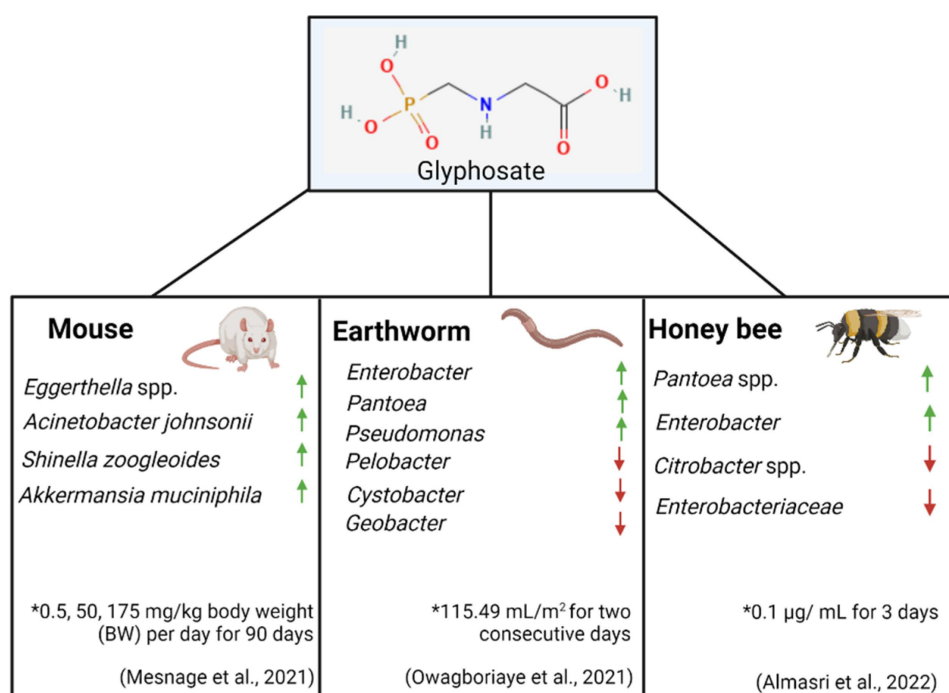 H
O
H
O
P
O
N
H
O
H
O
Glyphosate
Mouse
Eggerthella spp.
Acinetobacter johnsonii
Shinella zoogleoides
Akkermansia muciniphila
*0.5, 50, 175 mg/kg body weight
(BW) per day for 90 days
(Mesnage et al., 2021)
Earthworm
Enterobacter
Pantoea
Pseudomonas
Pelobacter
Cystobacter
Geobacter
*115.49 mL/m² for two
consecutive days
(Owagboriaye et al., 2021)
Honey bee
Pantoea spp.
Enterobacter
Citrobacter spp.
Enterobacteriaceae
*0.1 µg/ mL for 3 days
(Almasri et al., 2022)